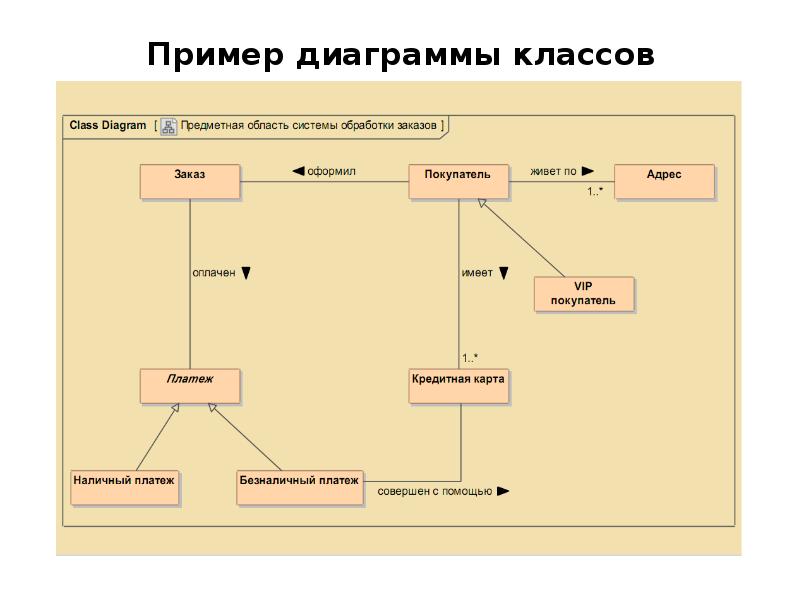 Пример диаграммы классов
Class Diagram [ Предметная область системы обработки заказов ]
Заказ
оформил
Покупатель
живет по
1..*
Адрес
оплачен
имеет
VIP
покупатель
1..*
Платеж
Кредитная карта
Наличный платеж
Безналичный платеж
совершен с помощью